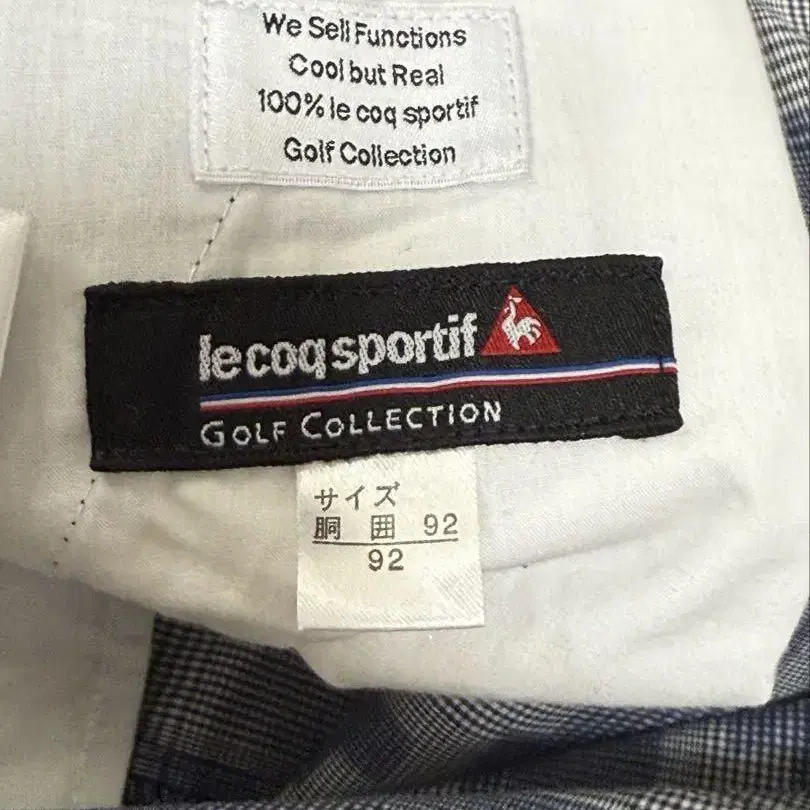 We Sell Functions
Cool but Real
100% le coq sportif
Golf Collection
le coq sportif
GOLF COLLECTION
サイズ
胴 囲 92
92